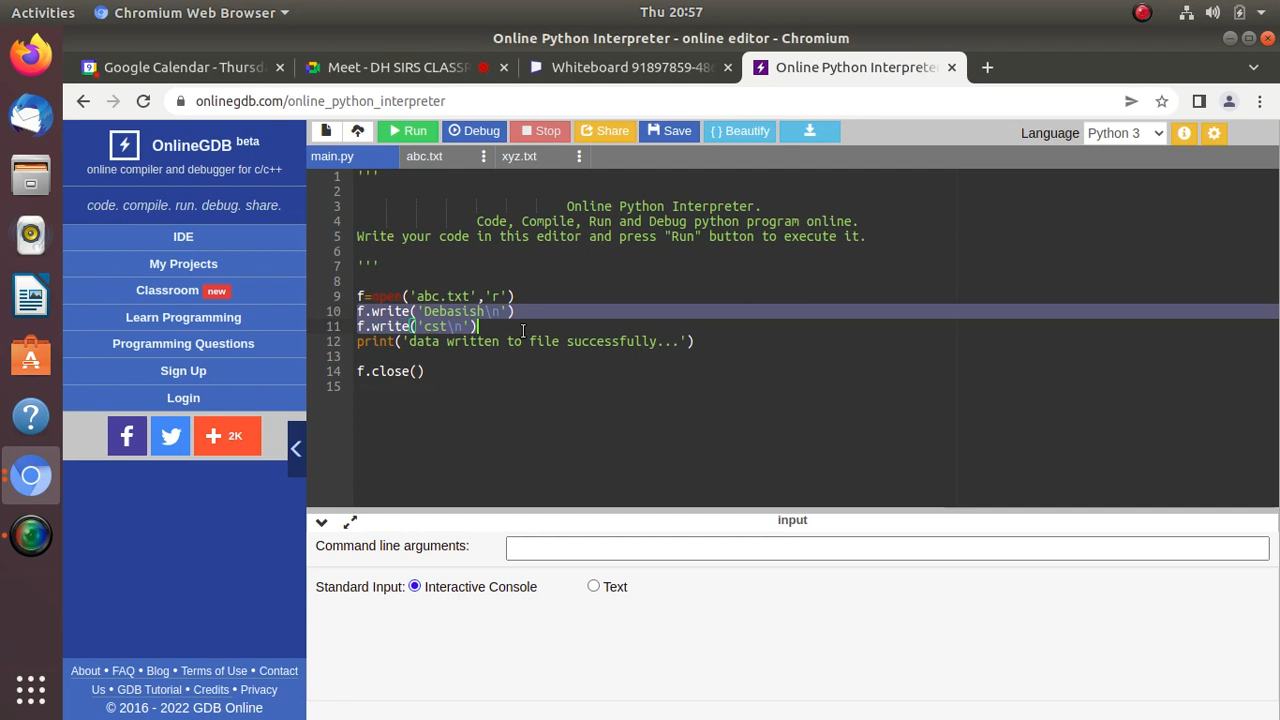 Activities Chromium Web Browser Thu 20:57
Online Python Interpreter - online editor - Chromium
Google Calendar - Thursd Meet - DH SIRS CLASSR Whiteboard 91897859-48 Online Python Interpreter
onlinegdb.com/online_python_interpreter
OnlineGDB beta
online compiler and debugger for c/c++
code. compile. run. debug. share.
IDE
My Projects
Classroom new
Learn Programming
Programming Questions
Sign Up
Login
2K
About • FAQ • Blog • Terms of Use • Contact
Us • GDB Tutorial • Credits • Privacy
© 2016 - 2022 GDB Online
Run Debug Stop Share Save { } Beautify Language Python 3
main.py abc.txt xyz.txt
1 '''
2
3 Online Python Interpreter.
4 Code, Compile, Run and Debug python program online.
5 Write your code in this editor and press "Run" button to execute it.
6
7 '''
8
9 f=open('abc.txt','r')
10 f.write('Debasish\n')
11 f.write('cst\n')
12 print('data written to file successfully...')
13
14 f.close()
15
input
Command line arguments:
Standard Input: Interactive Console Text